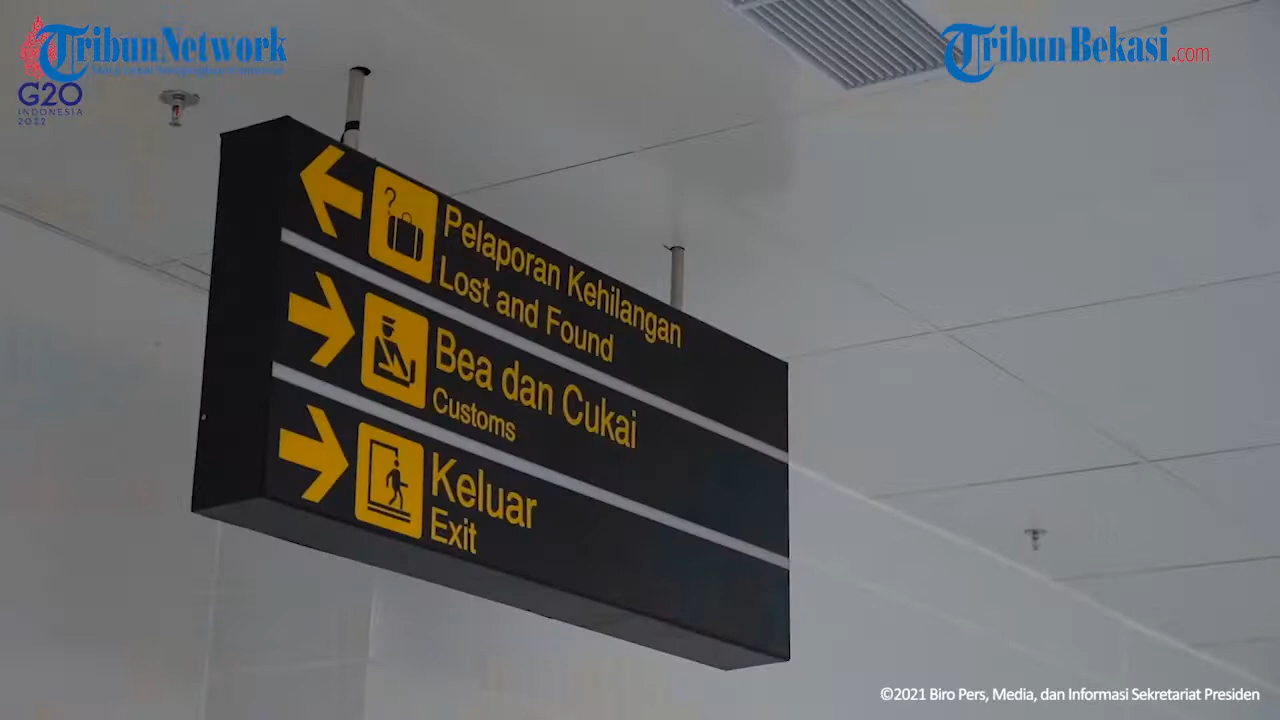 TribunNetwork
G20
INDONESIA
2022
TribunBekasi.com
Pelaporan Kehilangan
Lost and Found
Bea dan Cukai
Customs
Keluar
Exit
©2021 Biro Pers, Media, dan Informasi Sekretariat Presiden